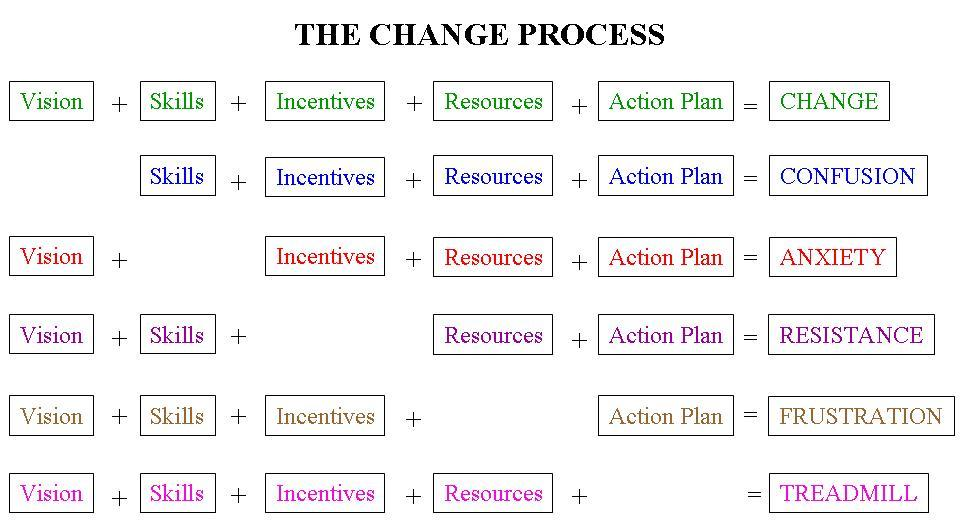 THE CHANGE PROCESS
Vision + Skills + Incentives + Resources + Action Plan = CHANGE
Skills + Incentives + Resources + Action Plan = CONFUSION
Vision + Incentives + Resources + Action Plan = ANXIETY
Vision + Skills + Resources + Action Plan = RESISTANCE
Vision + Skills + Incentives + Action Plan = FRUSTRATION
Vision + Skills + Incentives + Resources + = TREADMILL